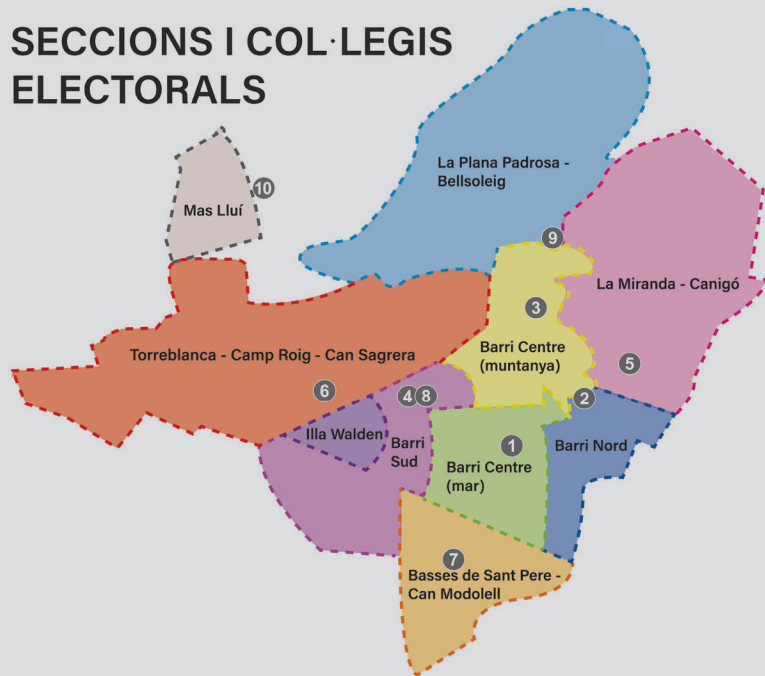 SECCIONS I COL·LEGIS
ELECTORALS
La Plana Padrosa -
Bellsoleig
10
Mas Lluí
9
La Miranda - Canigó
3
Torreblanca - Camp Roig - Can Sagrera
Barri Centre
(muntanya)
5
6
4
8
2
Illa Walden
Barri
Sud
1
Barri Nord
Barri Centre
(mar)
7
Basses de Sant Pere -
Can Modolell